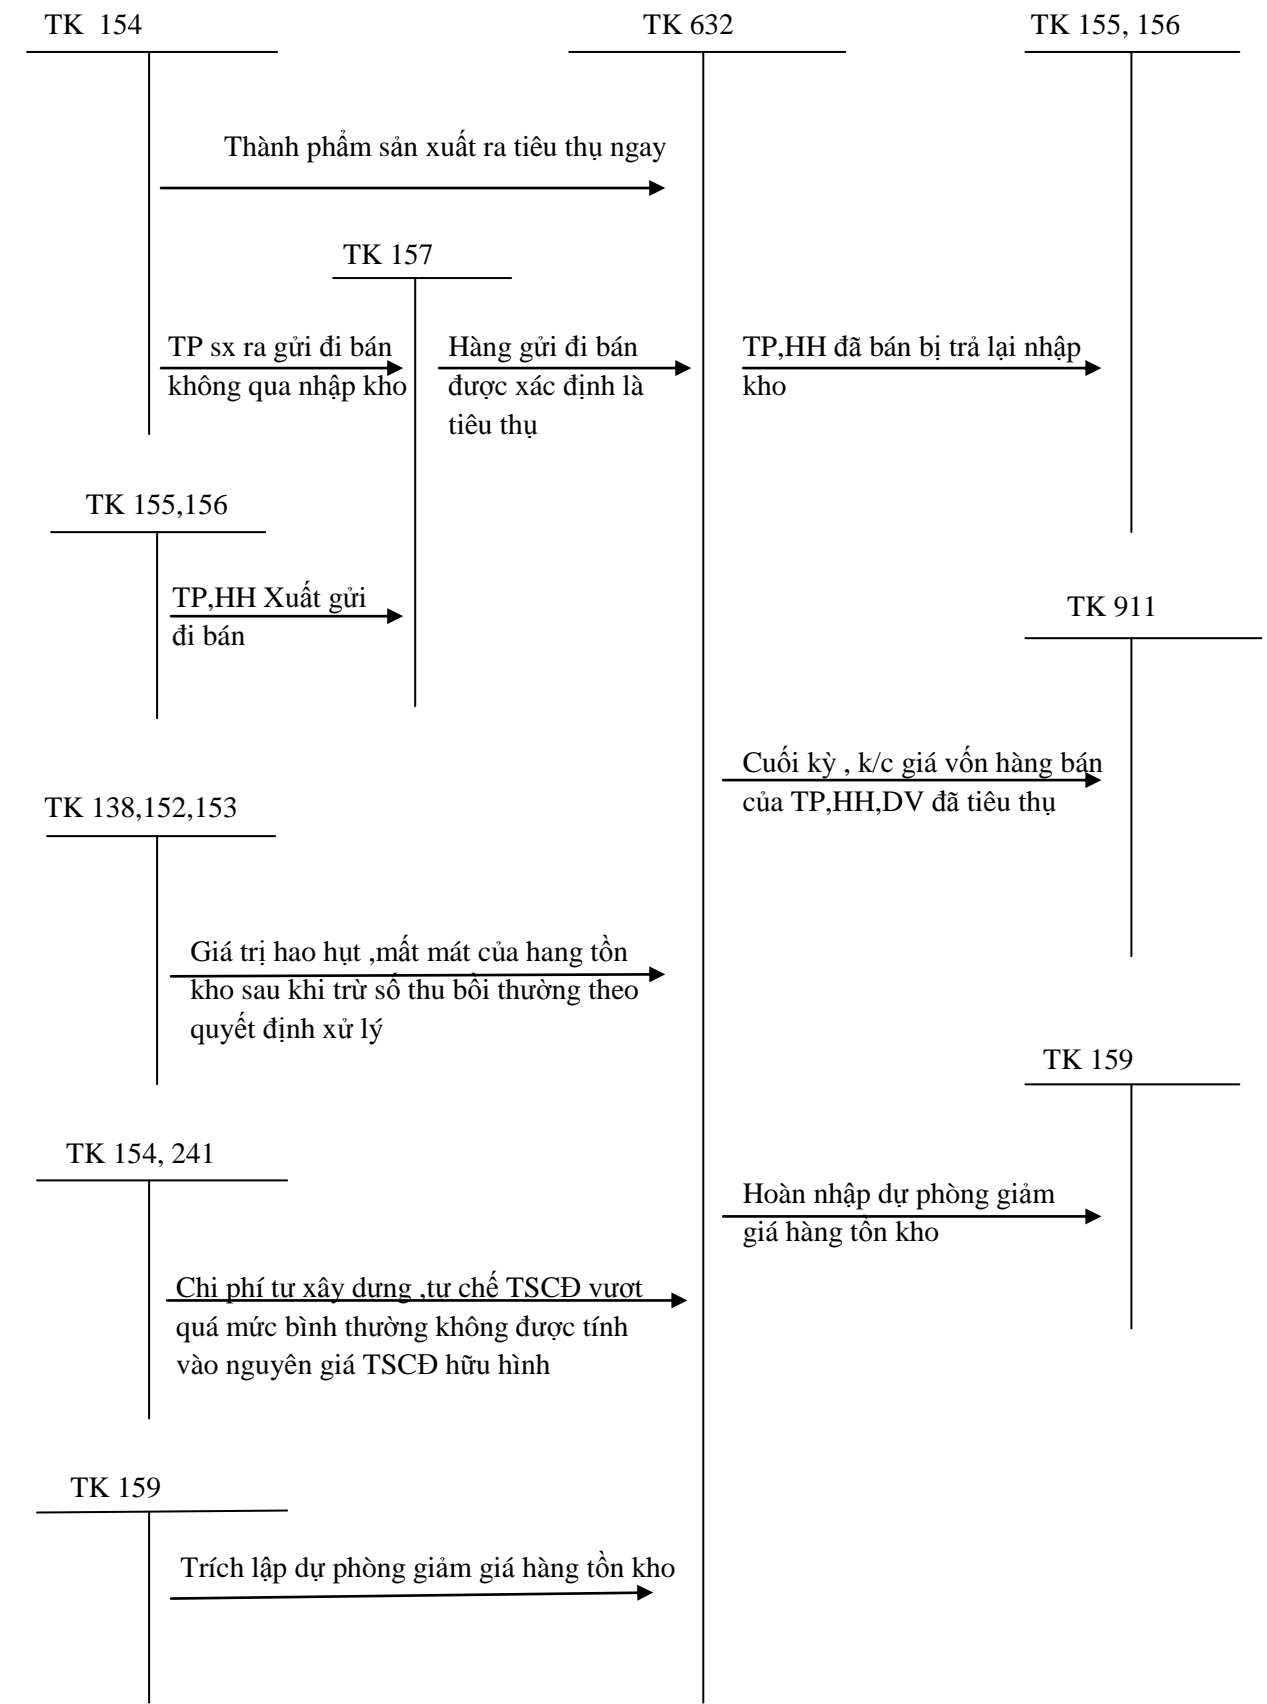 TK 154
TK 632
TK 155, 156
Thành phẩm sản xuất ra tiêu thụ ngay
TK 157
TP sx ra gửi đi bán
không qua nhập kho
Hàng gửi đi bán
được xác định là
tiêu thụ
TP,HH đã bán bị trả lại nhập
kho
TK 155,156
TP,HH Xuất gửi
đi bán
TK 911
Cuối kỳ , k/c giá vốn hàng bán
của TP,HH,DV đã tiêu thụ
TK 138,152,153
Giá trị hao hụt ,mất mát của hang tồn
kho sau khi trừ số thu bồi thường theo
quyết định xử lý
TK 159
TK 154, 241
Hoàn nhập dự phòng giảm
giá hàng tồn kho
Chi phí tự xây dựng ,tự chế TSCĐ vượt
quá mức bình thường không được tính
vào nguyên giá TSCĐ hữu hình
TK 159
Trích lập dự phòng giảm giá hàng tồn kho